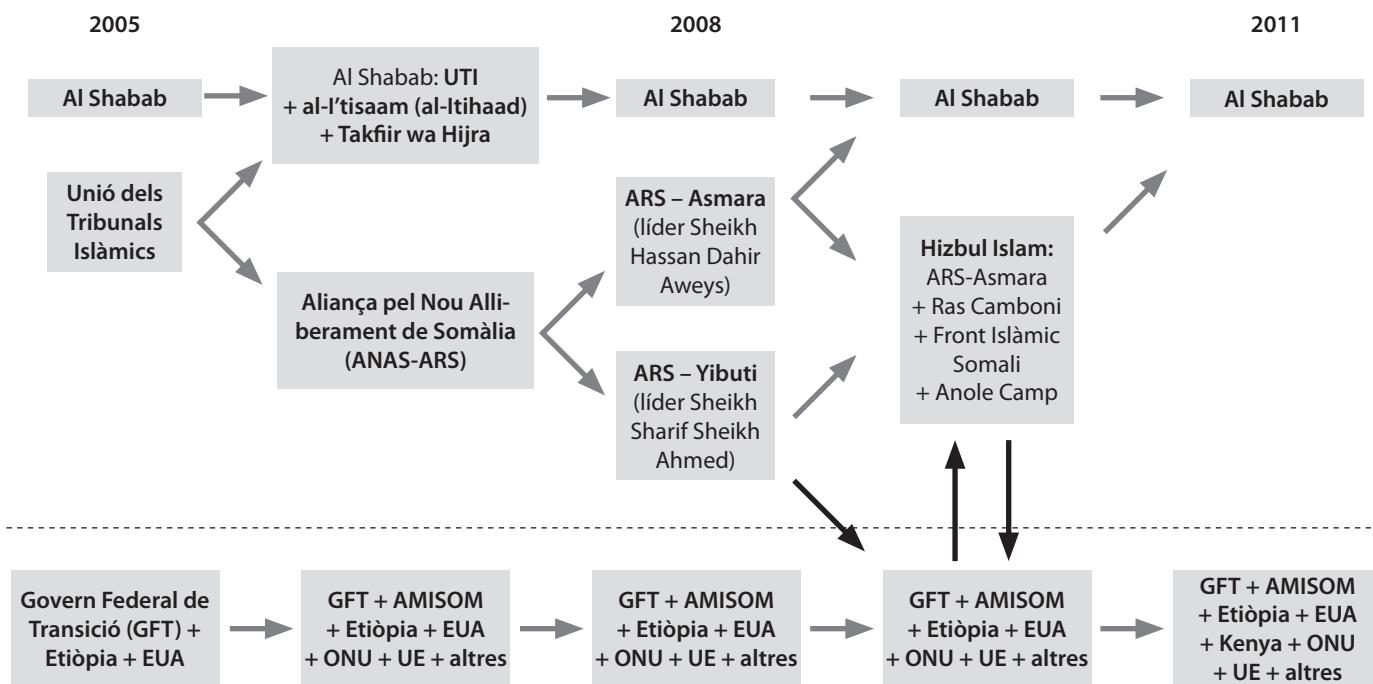 2005
2008
2011
Al Shabab
Al Shabab: UTI
+ al-I’tisaam (al-Itihaad)
+ Takfiir wa Hijra
Al Shabab
Al Shabab
Al Shabab
Unió dels
Tribunals
Islàmics
Aliança pel Nou Alli-
berament de Somàlia
(ANAS-ARS)
ARS – Asmara
(líder Sheikh
Hassan Dahir
Aweys)
ARS – Yibuti
(líder Sheikh
Sharif Sheikh
Ahmed)
Hizbul Islam:
ARS-Asmara
+ Ras Camboni
+ Front Islàmic
Somali
+ Anole Camp
Govern Federal de
Transició (GFT) +
Etiòpia + EUA
GFT + AMISOM
+ Etiòpia + EUA
+ ONU + UE + altres
GFT + AMISOM
+ Etiòpia + EUA
+ ONU + UE + altres
GFT + AMISOM
+ Etiòpia + EUA
+ ONU + UE + altres
GFT + AMISOM
+ Etiòpia + EUA
+ Kenya + ONU
+ UE + altres